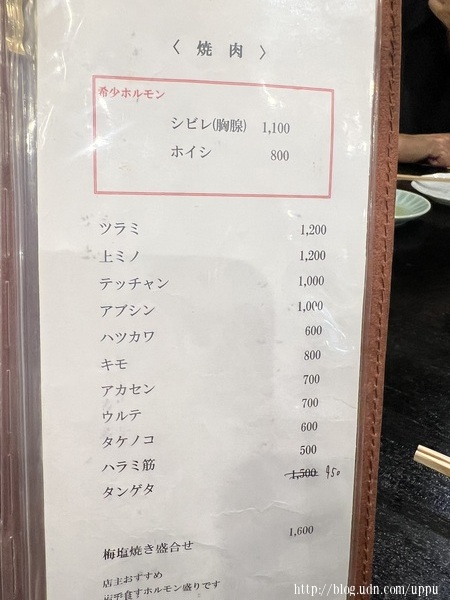 〈 焼 肉 〉
希少ホルモン
シビレ(胸腺) 1,100
ホイシ 800
ツラミ 1,200
上ミノ 1,200
テッチャン 1,000
アブシン 1,000
ハツカワ 600
キモ 800
アカセン 700
ウルテ 700
タケノコ 600
ハラミ筋 500
タンゲタ 1,500 950
梅塩焼き盛合せ 1,600
店主おすすめ
食すホルモン盛りです
http://blog.udn.com/uppu